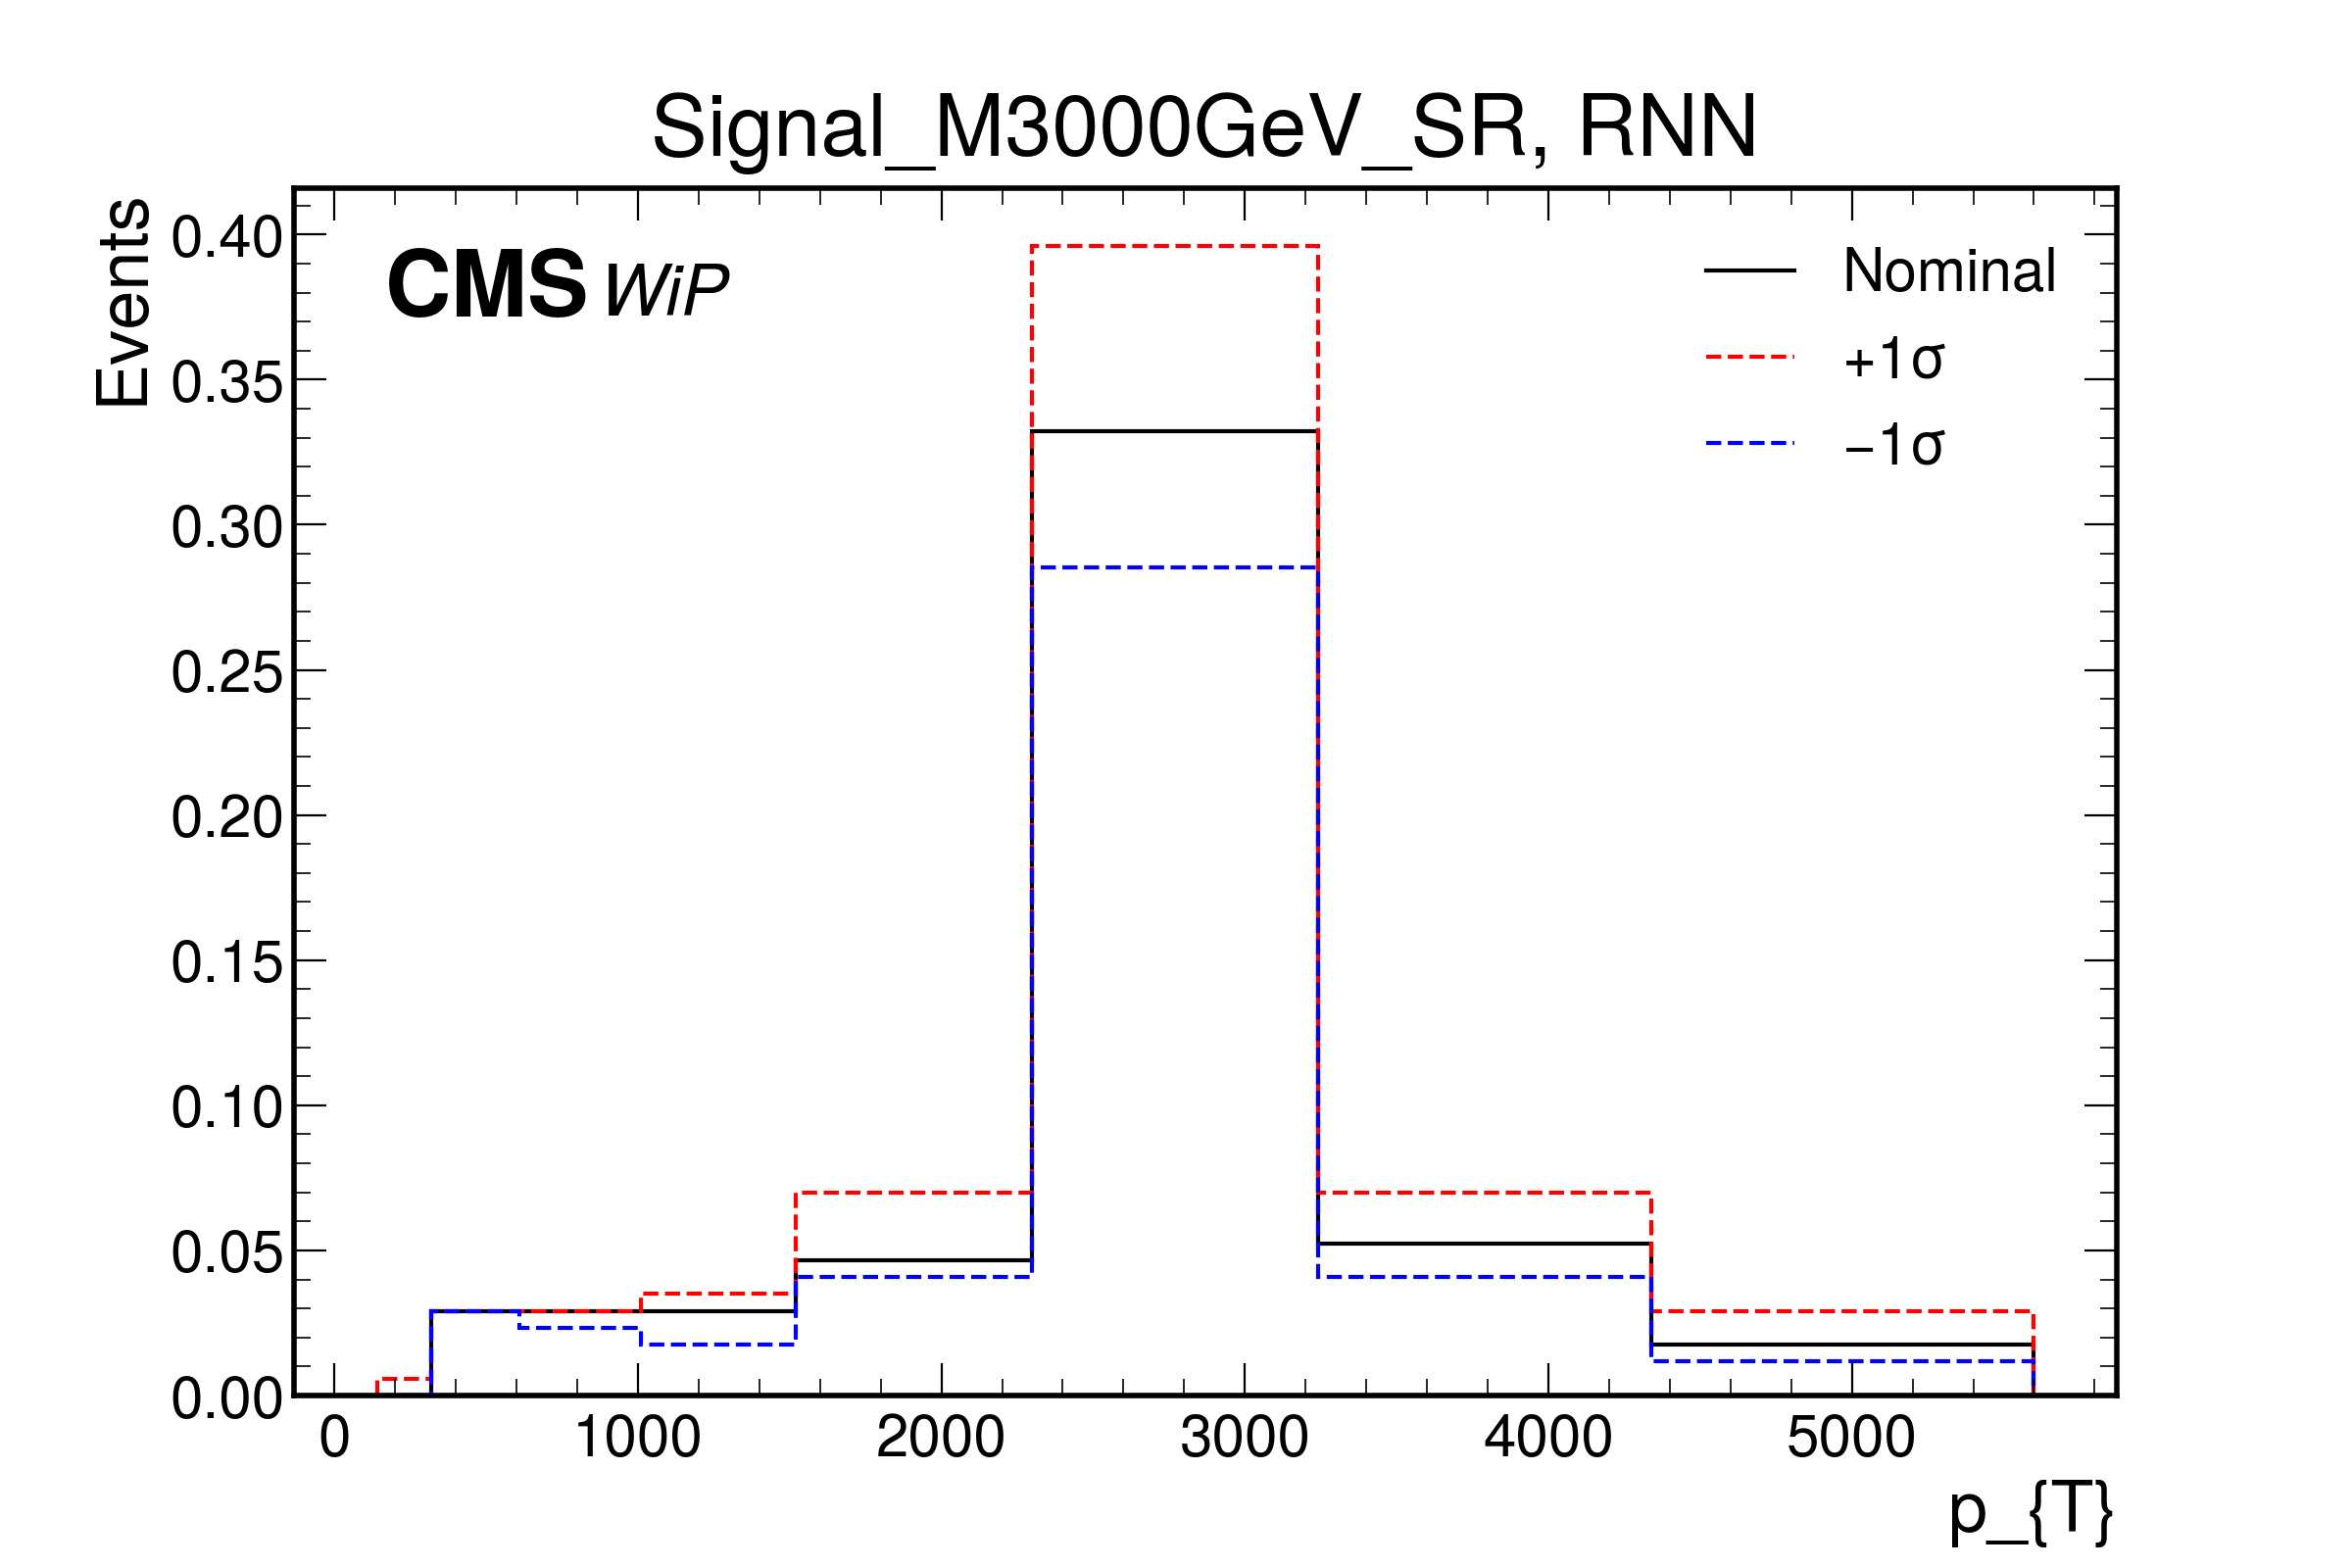 Signal_M3000GeV_SR, RNN
Events
CMS WiP
Nominal
+1σ
−1σ
0.40
0.35
0.30
0.25
0.20
0.15
0.10
0.05
0.00
0 1000 2000 3000 4000 5000
p_{T}